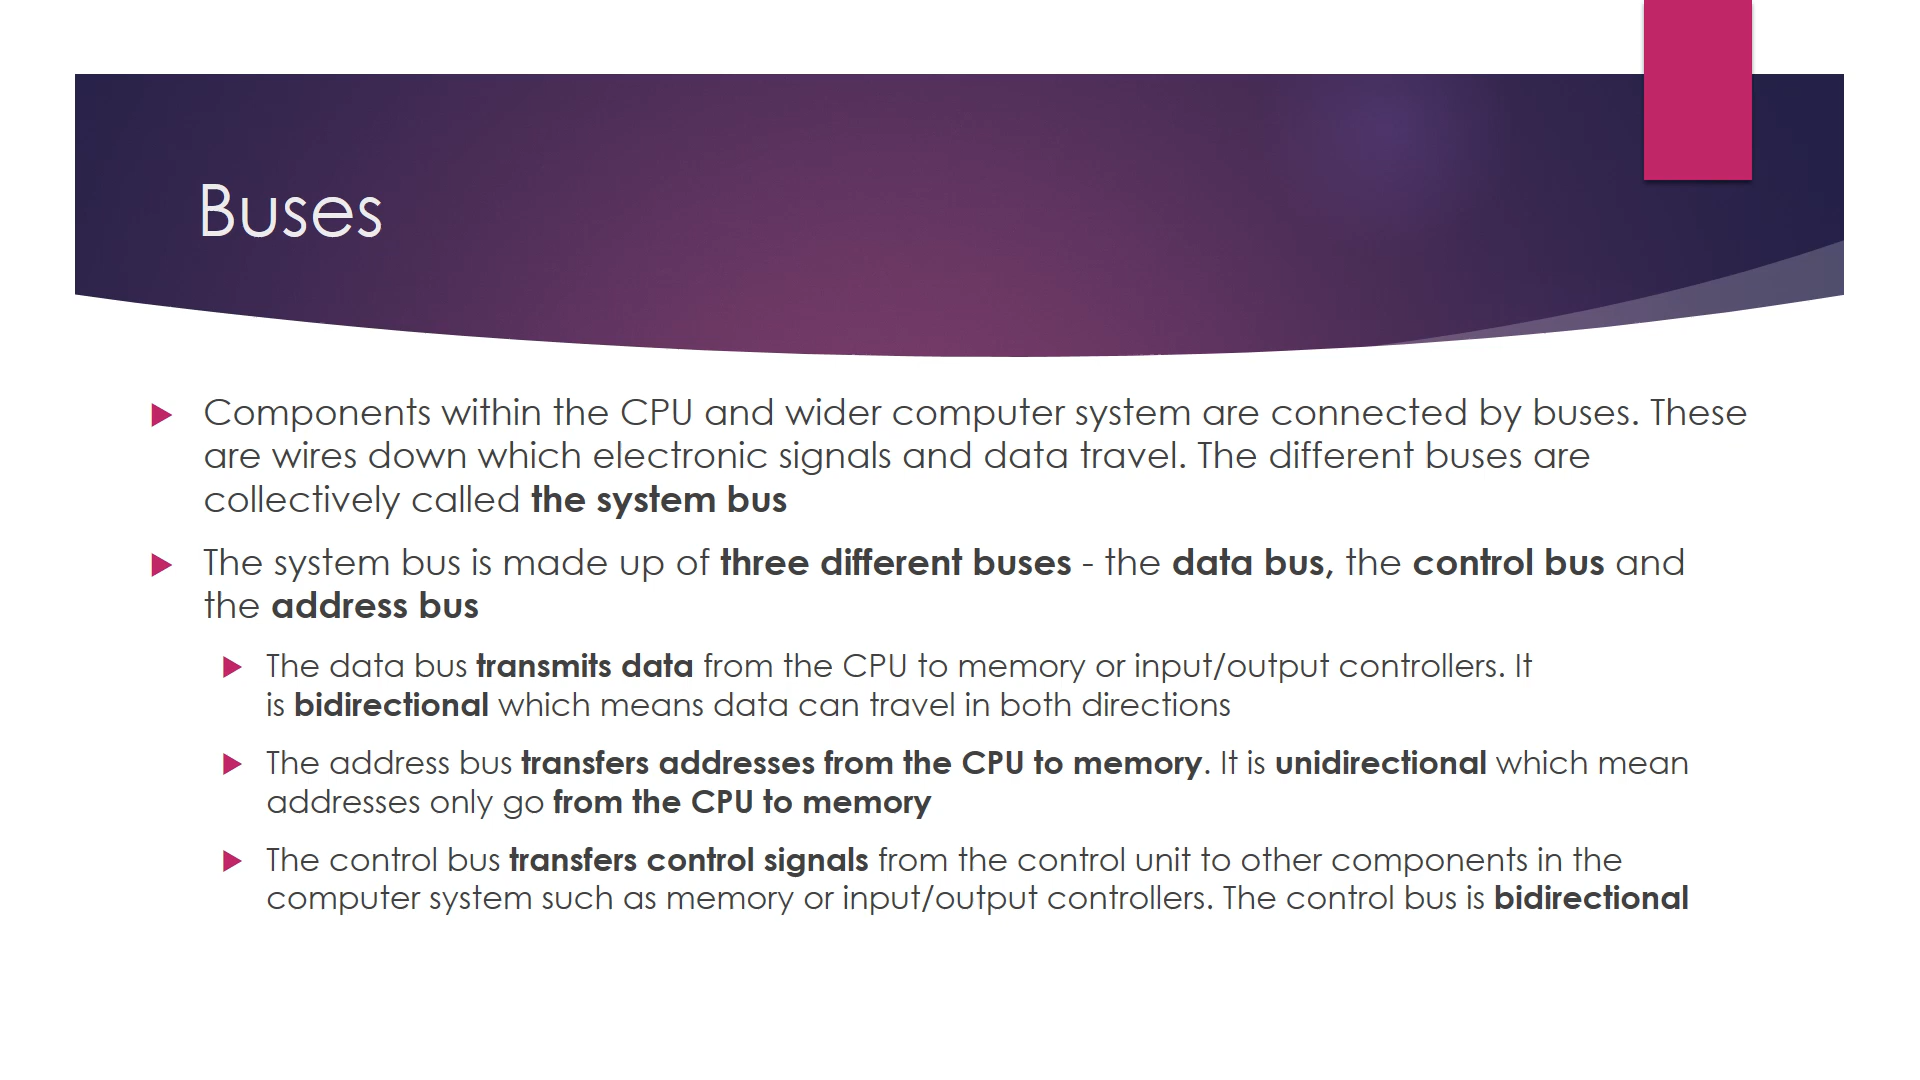 Buses
Components within the CPU and wider computer system are connected by buses. These
are wires down which electronic signals and data travel. The different buses are
collectively called the system bus
The system bus is made up of three different buses - the data bus, the control bus and
the address bus
The data bus transmits data from the CPU to memory or input/output controllers. It
is bidirectional which means data can travel in both directions
The address bus transfers addresses from the CPU to memory. It is unidirectional which mean
addresses only go from the CPU to memory
The control bus transfers control signals from the control unit to other components in the
computer system such as memory or input/output controllers. The control bus is bidirectional